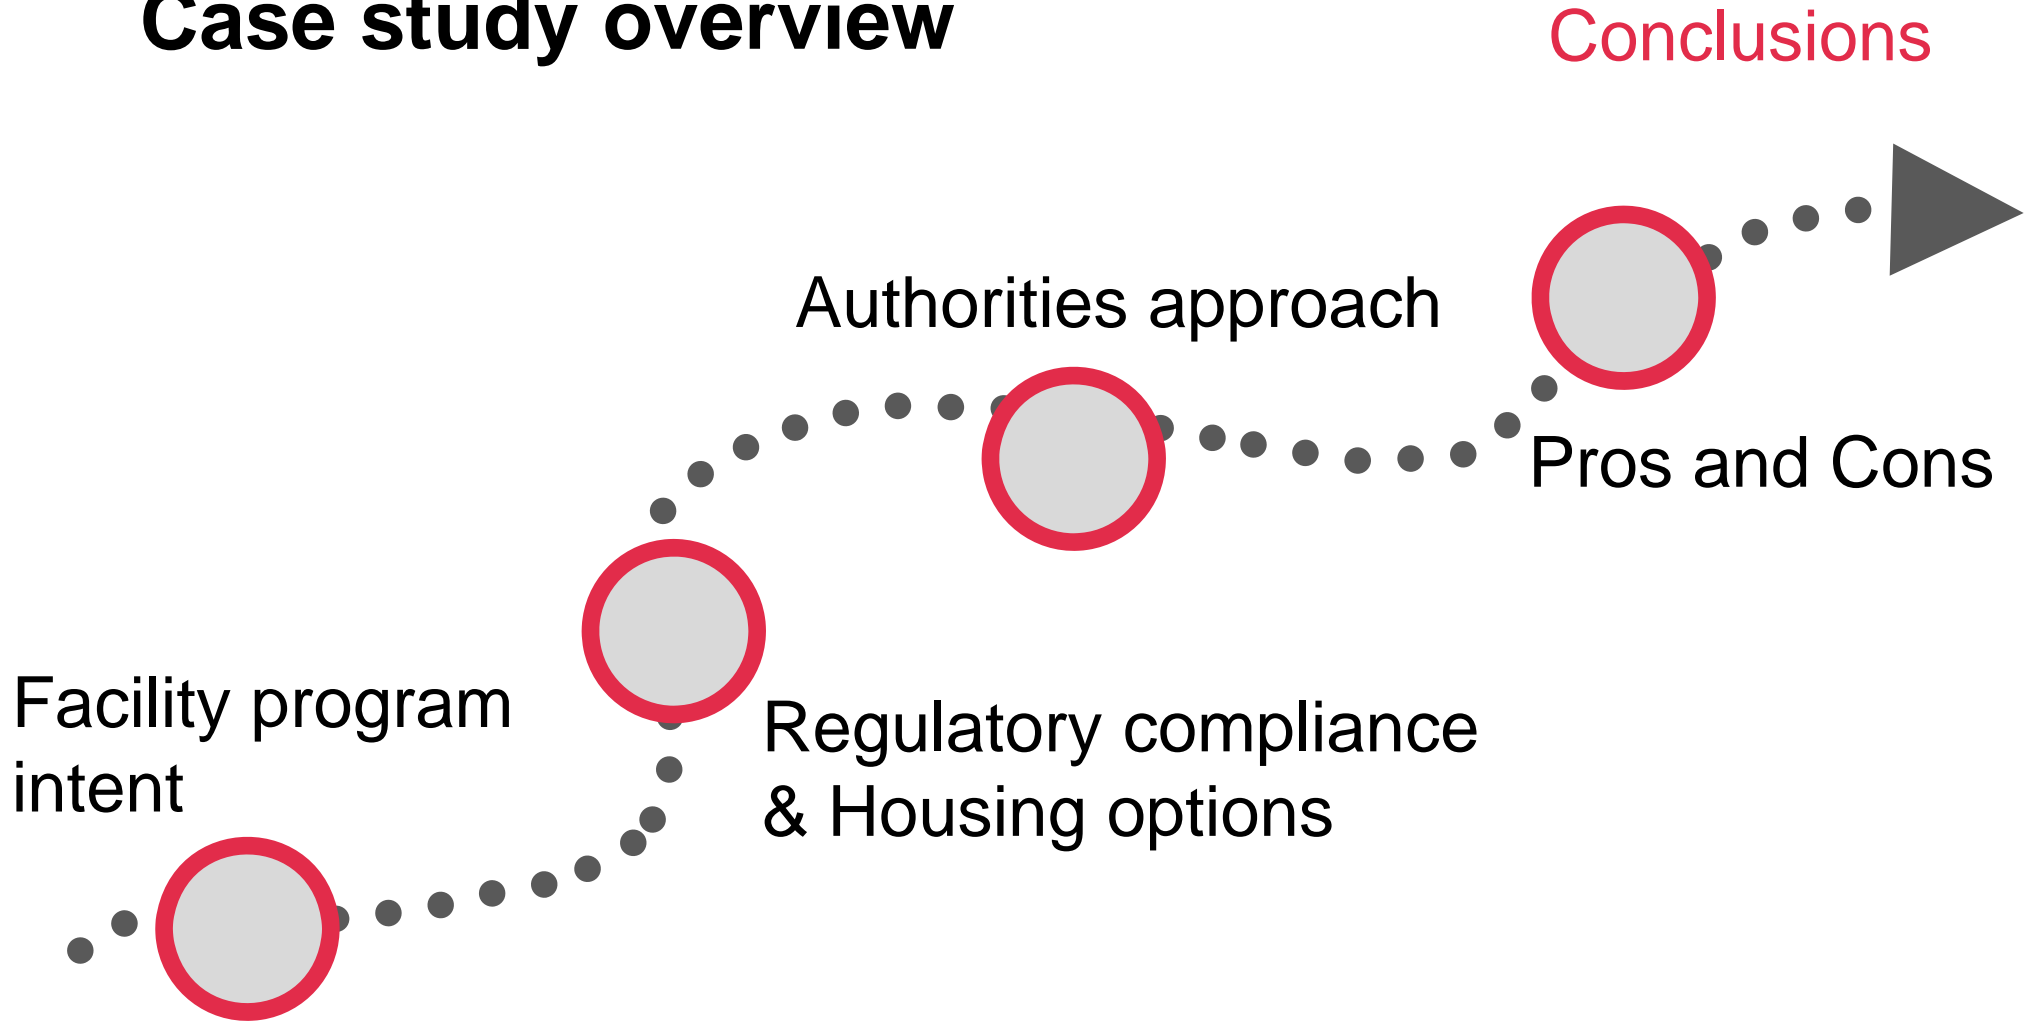 Case study overview
Conclusions
Authorities approach
Pros and Cons
Facility program
intent
Regulatory compliance
& Housing options